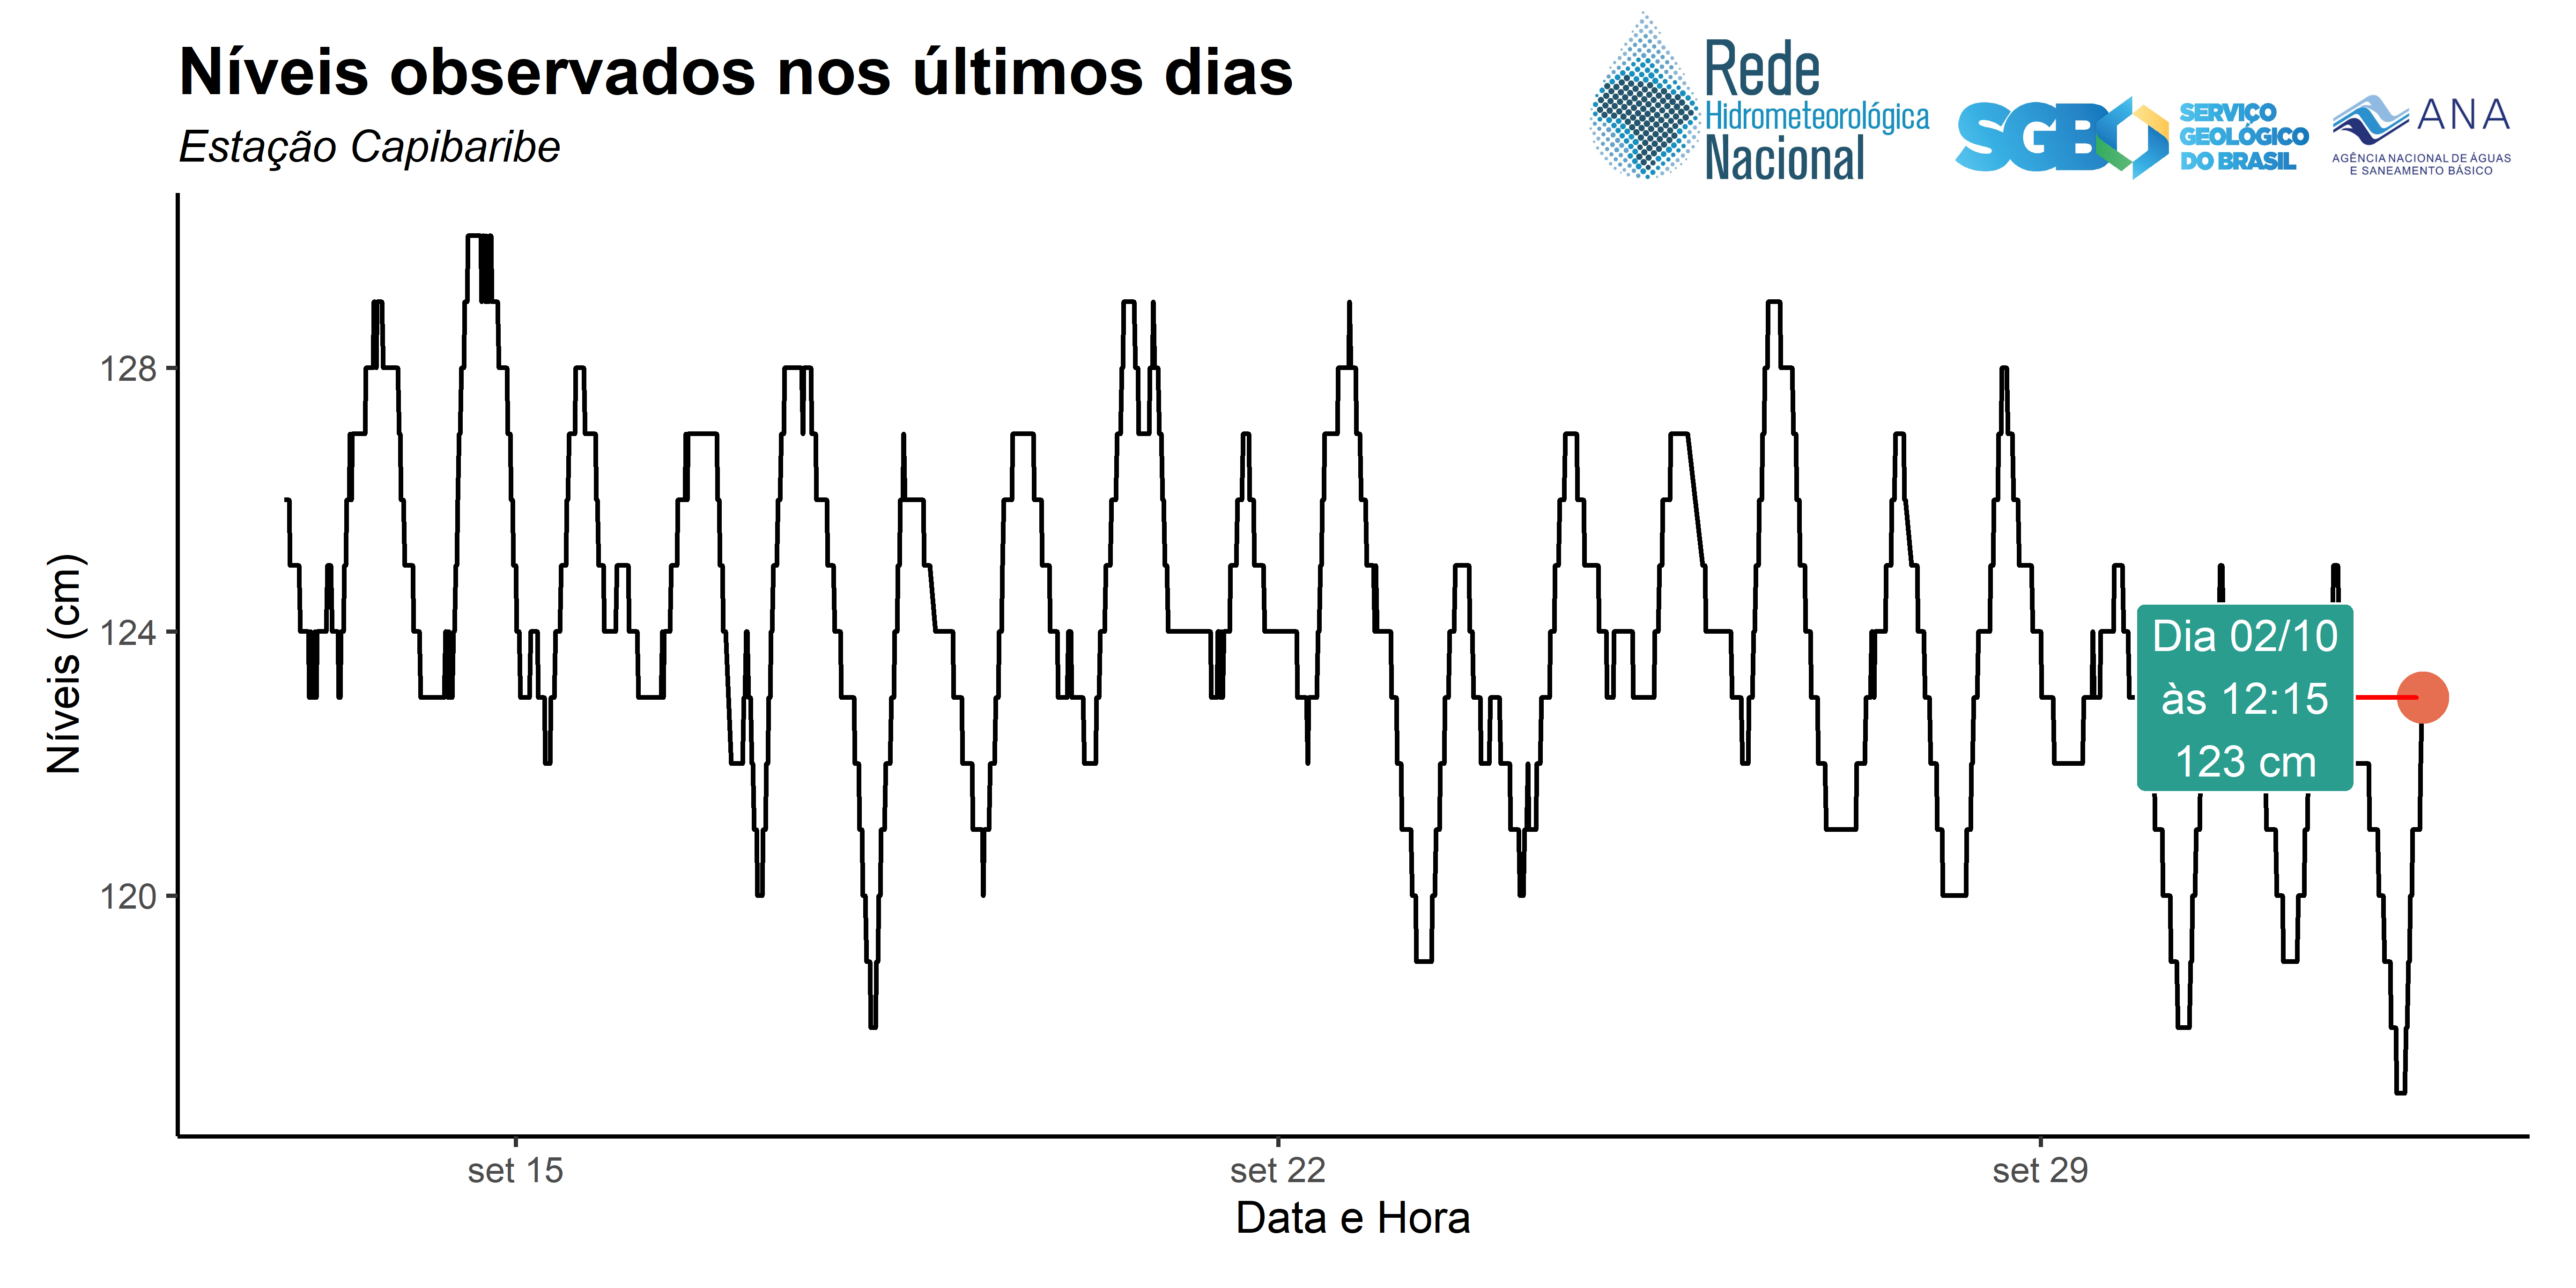 Níveis observados nos últimos dias
Estação Capibaribe
Rede
Hidrometeorológica
Nacional
SGB
SERVIÇO
GEOLÓGICO
DO BRASIL
ANA
AGÊNCIA NACIONAL DE ÁGUAS
E SANEAMENTO BÁSICO
Níveis (cm)
128
124
120
Dia 02/10
às 12:15
123 cm
set 15
set 22
set 29
Data e Hora